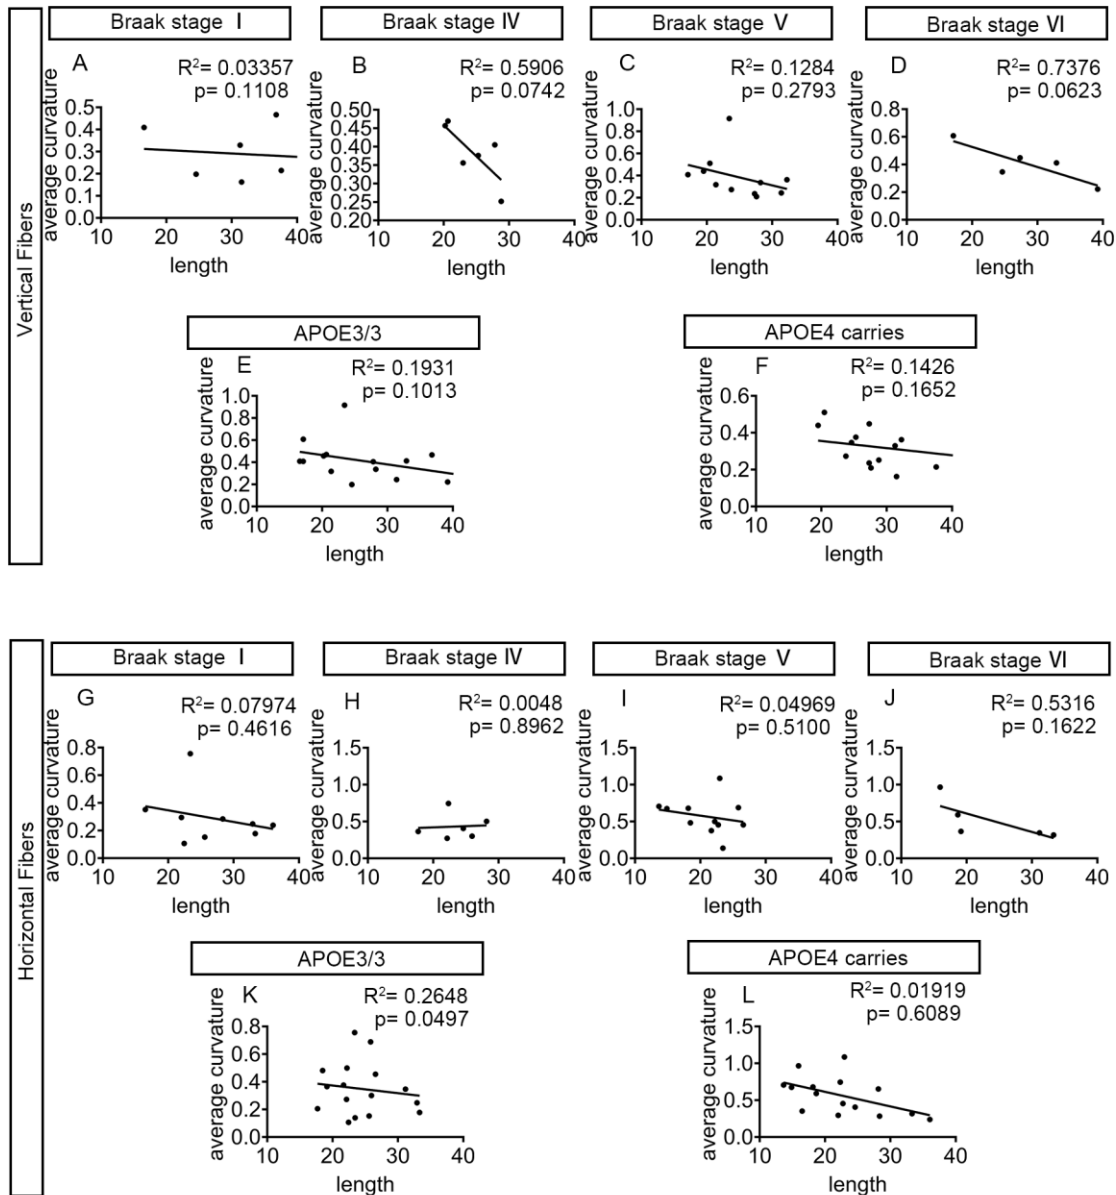 Vertical Fibers
Braak stage I
A
R²= 0.03357
p= 0.1108
average curvature
0.5
0.4
0.3
0.2
0.1
0.0
10 20 30 40
length
Braak stage IV
B
R²= 0.5906
p= 0.0742
average curvature
0.50
0.45
0.40
0.35
0.30
0.25
0.20
10 20 30 40
length
Braak stage V
C
R²= 0.1284
p= 0.2793
average curvature
1.0
0.8
0.6
0.4
0.2
0.0
10 20 30 40
length
Braak stage VI
D
R²= 0.7376
p= 0.0623
average curvature
0.8
0.6
0.4
0.2
0.0
10 20 30 40
length
APOE3/3
E
R²= 0.1931
p= 0.1013
average curvature
1.0
0.8
0.6
0.4
0.2
0.0
10 20 30 40
length
APOE4 carries
F
R²= 0.1426
p= 0.1652
average curvature
0.6
0.4
0.2
0.0
10 20 30 40
length
Horizontal Fibers
Braak stage I
G
R²= 0.07974
p= 0.4616
average curvature
0.8
0.6
0.4
0.2
0.0
10 20 30 40
length
Braak stage IV
H
R²= 0.0048
p= 0.8962
average curvature
1.5
1.0
0.5
0.0
10 20 30 40
length
Braak stage V
I
R²= 0.04969
p= 0.5100
average curvature
1.5
1.0
0.5
0.0
10 20 30 40
length
Braak stage VI
J
R²= 0.5316
p= 0.1622
average curvature
1.5
1.0
0.5
0.0
10 20 30 40
length
APOE3/3
K
R²= 0.2648
p= 0.0497
average curvature
0.8
0.6
0.4
0.2
0.0
10 20 30 40
length
APOE4 carries
L
R²= 0.01919
p= 0.6089
average curvature
1.5
1.0
0.5
0.0
10 20 30 40
length